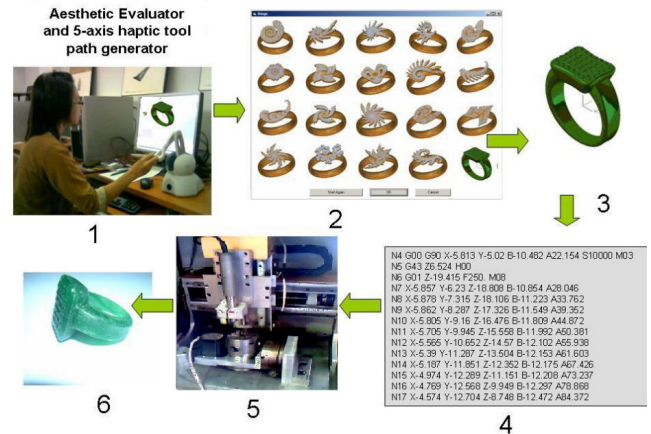 Aesthetic Evaluator
and 5-axis haptic tool
path generator
1
2
3
N4 G00 G90 X-5.813 Y-5.02 B-10.482 A22.154 S10000 M03
N5 G43 Z6.524 H00
N6 G01 Z-19.415 F250. M08
N7 X-5.857 Y-6.23 Z-18.808 B-10.854 A28.046
N8 X-5.878 Y-7.315 Z-18.106 B-11.223 A33.762
N9 X-5.862 Y-8.287 Z-17.326 B-11.549 A39.352
N10 X-5.805 Y-9.16 Z-16.476 B-11.809 A44.872
N11 X-5.705 Y-9.945 Z-15.558 B-11.992 A50.381
N12 X-5.565 Y-10.652 Z-14.57 B-12.102 A55.938
N13 X-5.39 Y-11.287 Z-13.504 B-12.153 A61.603
N14 X-5.187 Y-11.851 Z-12.352 B-12.175 A67.426
N15 X-4.974 Y-12.289 Z-11.151 B-12.208 A73.237
N16 X-4.769 Y-12.568 Z-9.949 B-12.297 A78.868
N17 X-4.574 Y-12.704 Z-8.748 B-12.472 A84.372
4
5
6
OK
Cancel